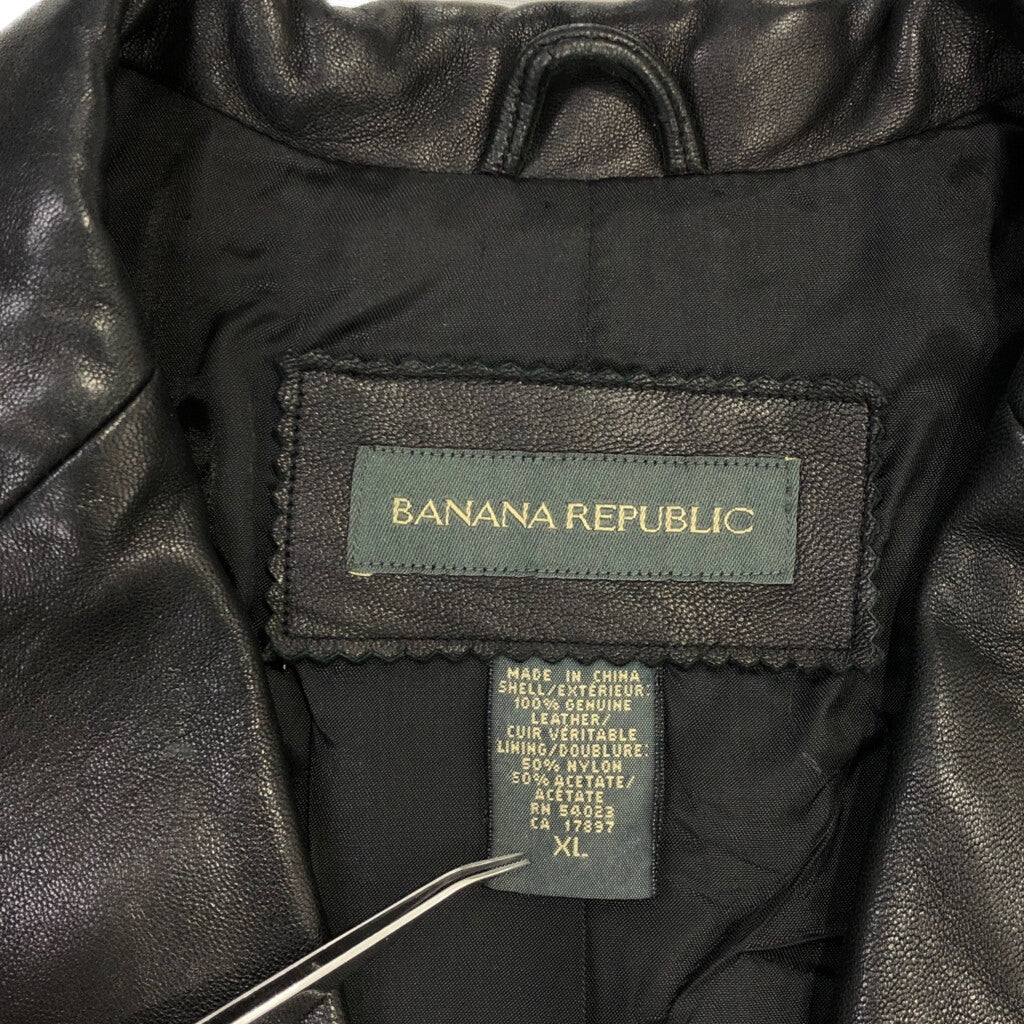 BANANA REPUBLIC
MADE IN CHINA
SHELL/EXTÉRIEUR:
100% GENUINE
LEATHER/
CUIR VÉRITABLE
LINING/DOUBLURE:
50% NYLON
50% ACETATE/
ACÉTATE
RN 54023
CA 17897
XL